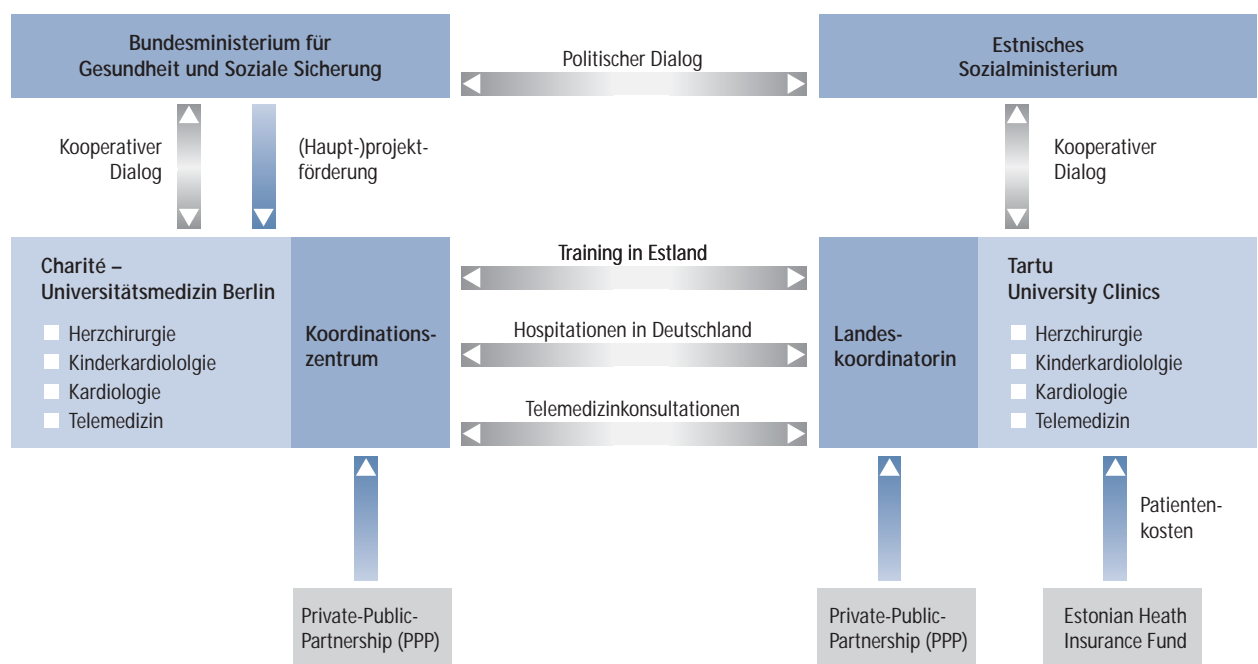 Bundesministerium für
Gesundheit und Soziale Sicherung
Politischer Dialog
Estnisches
Sozialministerium
Kooperativer
Dialog
(Haupt-)projekt-
förderung
Kooperativer
Dialog
Charité –
Universitätsmedizin Berlin
Herzchirurgie
Kinderkardiololgie
Kardiologie
Telemedizin
Koordinations-
zentrum
Training in Estland
Hospitationen in Deutschland
Telemedizinkonsultationen
Landes-
koordinatorin
Tartu
University Clinics
Herzchirurgie
Kinderkardiololgie
Kardiologie
Telemedizin
Patienten-
kosten
Private-Public-
Partnership (PPP)
Private-Public-
Partnership (PPP)
Estonian Heath
Insurance Fund